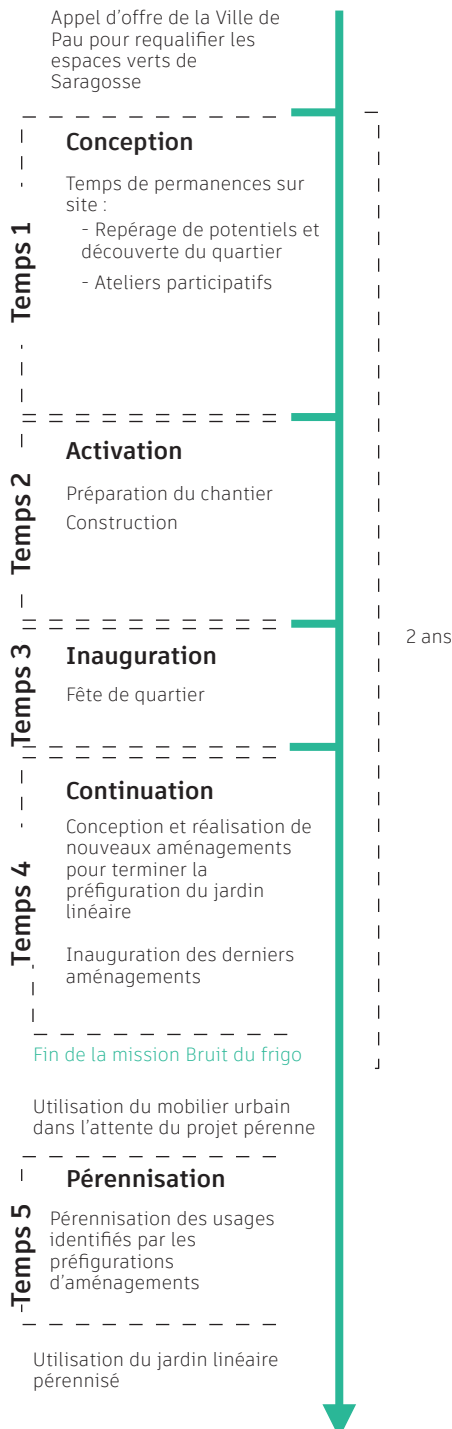 Appel d’offre de la Ville de
Pau pour requalifier les
espaces verts de
Saragosse
Temps 1
Conception
Temps de permanences sur
site :
- Repérage de potentiels et
découverte du quartier
- Ateliers participatifs
Temps 2
Activation
Préparation du chantier
Construction
Temps 3
Inauguration
Fête de quartier
2 ans
Temps 4
Continuation
Conception et réalisation de
nouveaux aménagements
pour terminer la
préfiguration du jardin
linéaire
Inauguration des derniers
aménagements
Fin de la mission Bruit du frigo
Utilisation du mobilier urbain
dans l’attente du projet pérenne
Temps 5
Pérennisation
Pérennisation des usages
identifiés par les
préfigurations
d’aménagements
Utilisation du jardin linéaire
pérennisé